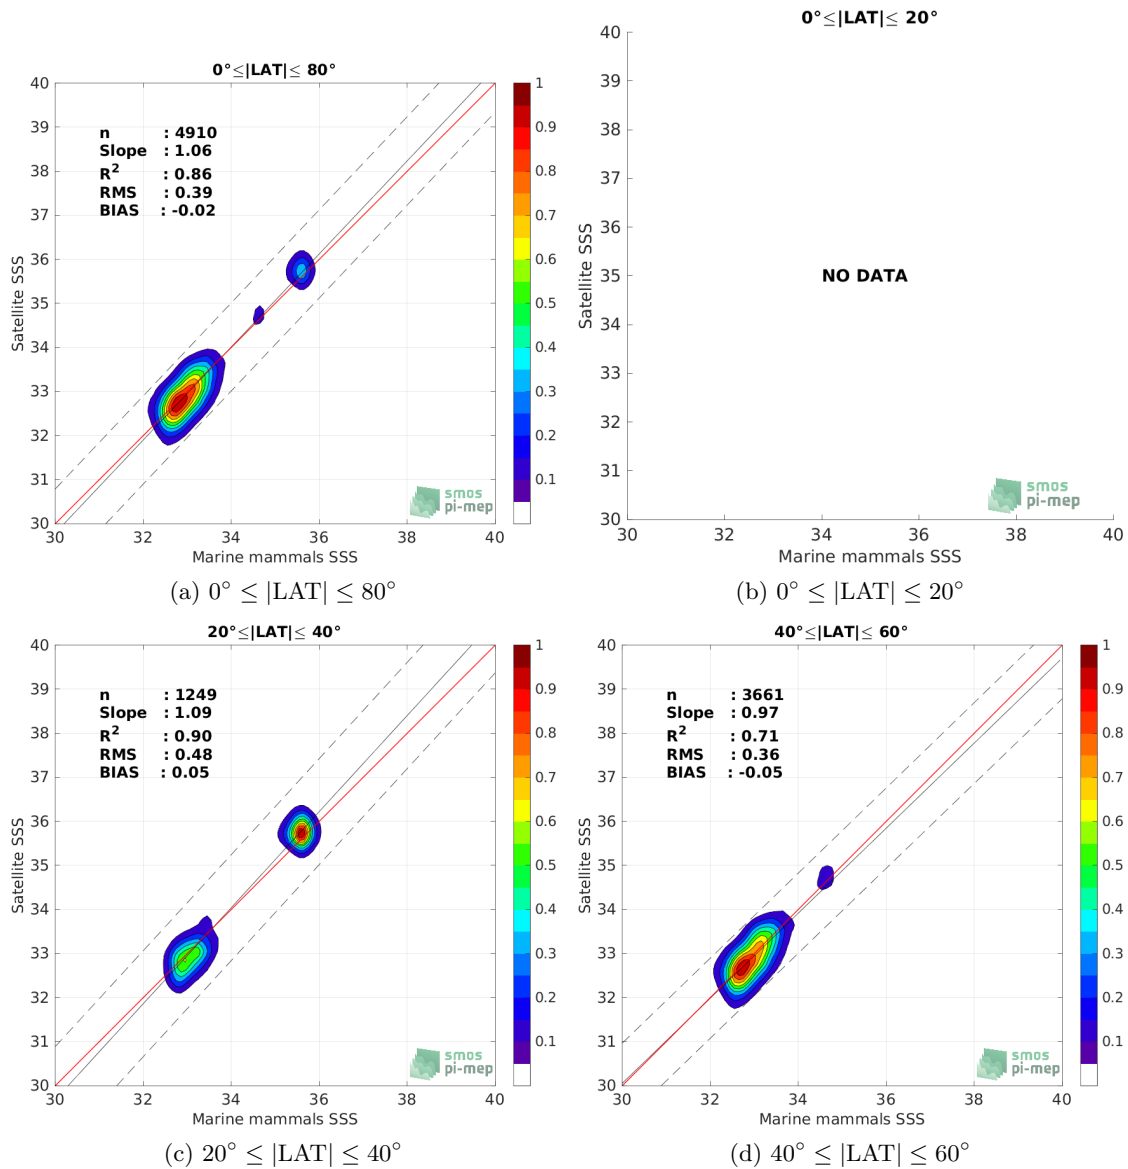 0°≤|LAT|≤ 80°
40
39
38
37
36
35
34
33
32
31
30
Satellite SSS
n : 4910
Slope : 1.06
R² : 0.86
RMS : 0.39
BIAS : -0.02
smos
pi-mep
30 32 34 36 38 40
Marine mammals SSS
1
0.9
0.8
0.7
0.6
0.5
0.4
0.3
0.2
0.1
(a) 0° ≤ |LAT| ≤ 80°
0°≤|LAT|≤ 20°
40
39
38
37
36
35
34
33
32
31
30
Satellite SSS
NO DATA
smos
pi-mep
30 32 34 36 38 40
Marine mammals SSS
(b) 0° ≤ |LAT| ≤ 20°
20°≤|LAT|≤ 40°
40
39
38
37
36
35
34
33
32
31
30
Satellite SSS
n : 1249
Slope : 1.09
R² : 0.90
RMS : 0.48
BIAS : 0.05
smos
pi-mep
30 32 34 36 38 40
Marine mammals SSS
1
0.9
0.8
0.7
0.6
0.5
0.4
0.3
0.2
0.1
(c) 20° ≤ |LAT| ≤ 40°
40°≤|LAT|≤ 60°
40
39
38
37
36
35
34
33
32
31
30
Satellite SSS
n : 3661
Slope : 0.97
R² : 0.71
RMS : 0.36
BIAS : -0.05
smos
pi-mep
30 32 34 36 38 40
Marine mammals SSS
1
0.9
0.8
0.7
0.6
0.5
0.4
0.3
0.2
0.1
(d) 40° ≤ |LAT| ≤ 60°